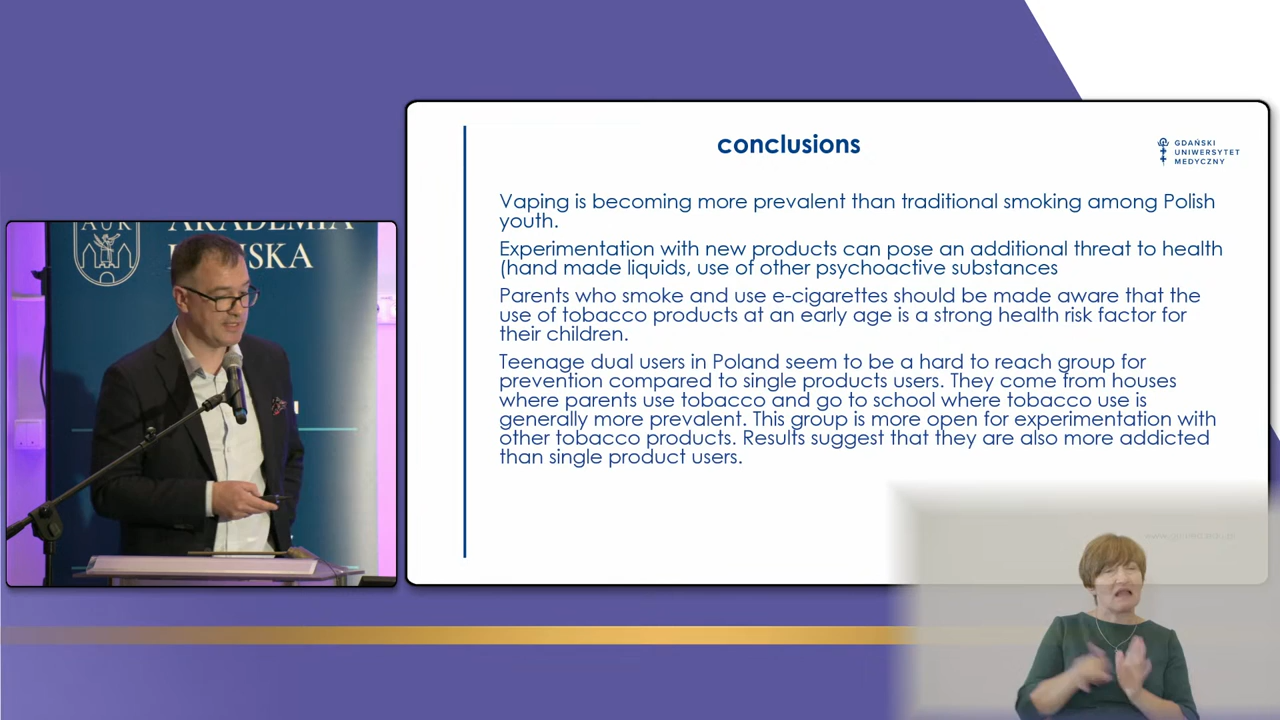 AUK
AKADEMIA
conclusions
GDAŃSKI
UNIWERSYTET
MEDYCZNY
Vaping is becoming more prevalent than traditional smoking among Polish
youth.
Experimentation with new products can pose an additional threat to health
(hand made liquids, use of other psychoactive substances
Parents who smoke and use e-cigarettes should be made aware that the
use of tobacco products at an early age is a strong health risk factor for
their children.
Teenage dual users in Poland seem to be a hard to reach group for
prevention compared to single products users. They come from houses
where parents use tobacco and go to school where tobacco use is
generally more prevalent. This group is more open for experimentation with
other tobacco products. Results suggest that they are also more addicted
than single product users.